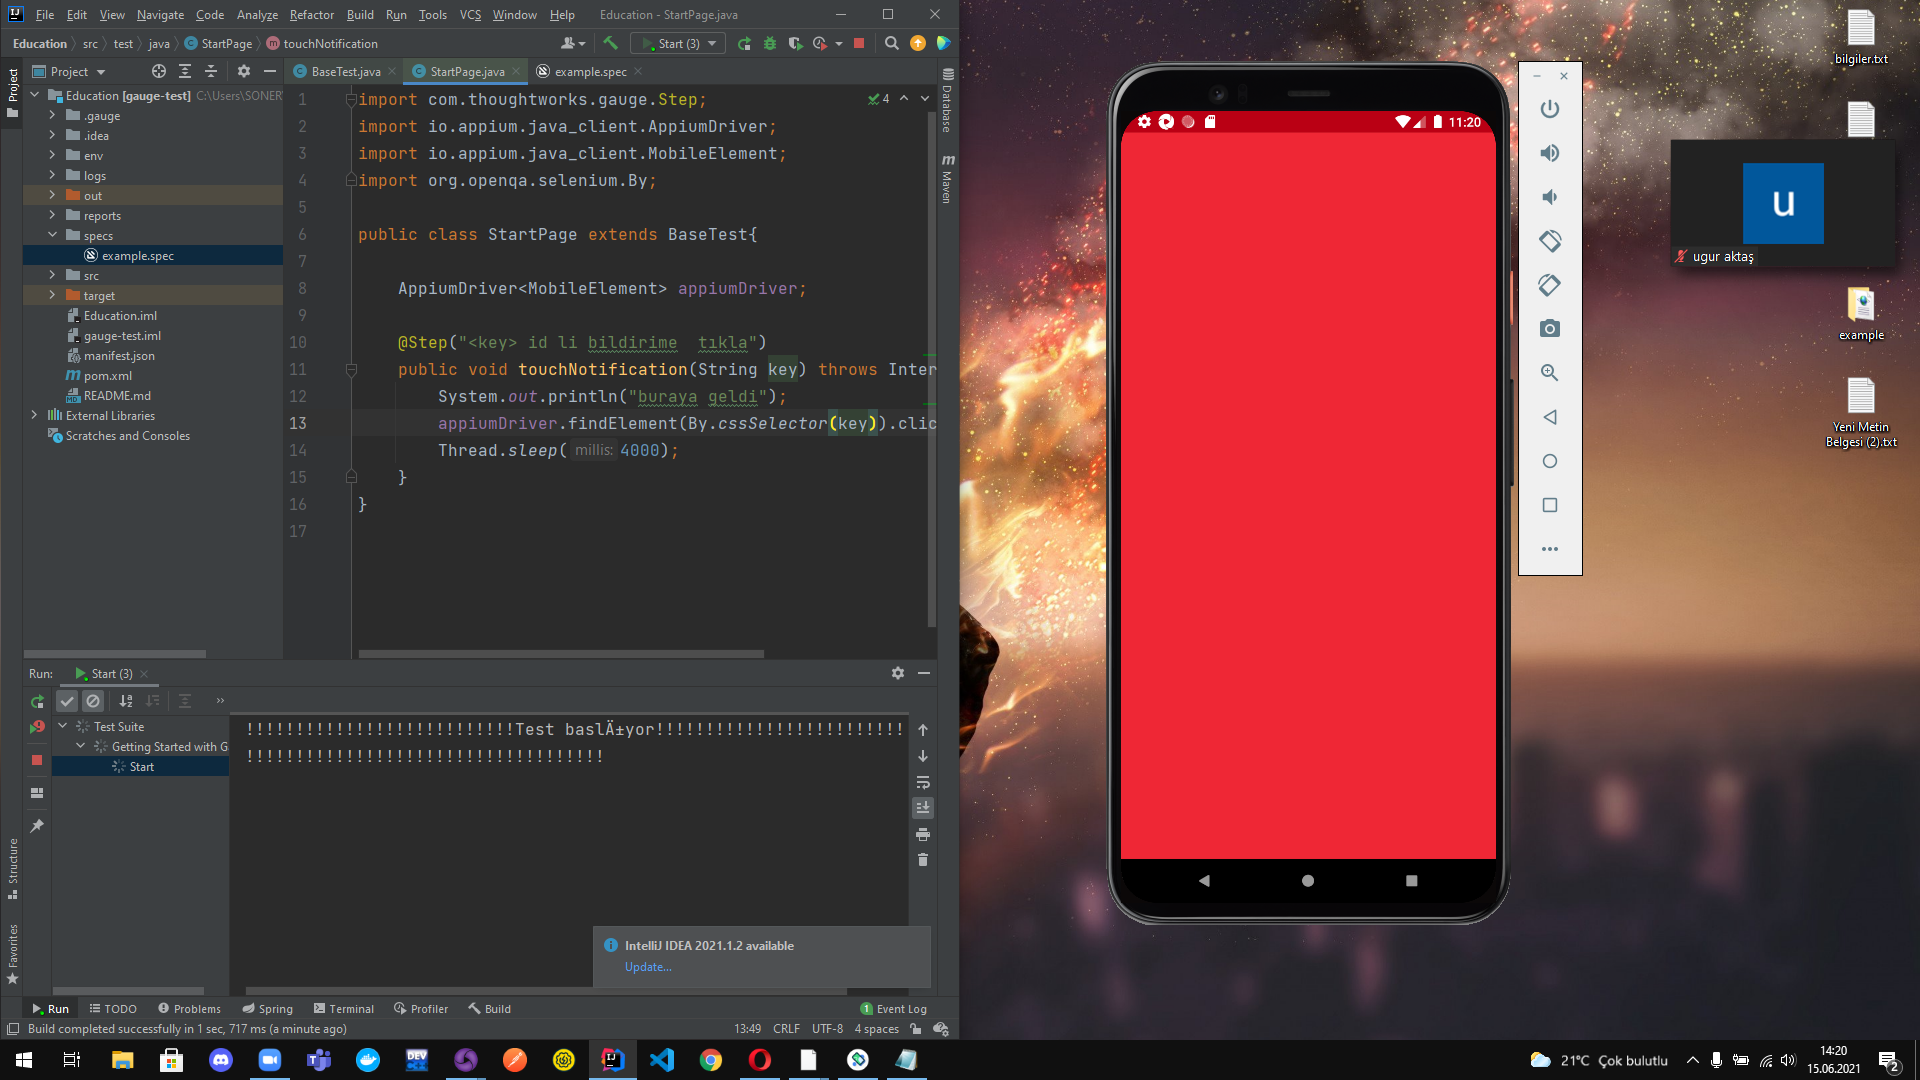 File Edit View Navigate Code Analyze Refactor Build Run Tools VCS Window Help Education - StartPage.java
Education src test java StartPage touchNotification Start (3)
Project
BaseTest.java StartPage.java example.spec
Project
Database
Maven
Structure
Favorites
Education [gauge-test] C:\Users\SONER
.gauge
.idea
env
logs
out
reports
specs
example.spec
src
target
Education.iml
gauge-test.iml
manifest.json
pom.xml
README.md
External Libraries
Scratches and Consoles
4
1 import com.thoughtworks.gauge.Step;
2 import io.appium.java_client.AppiumDriver;
3 import io.appium.java_client.MobileElement;
4 import org.openqa.selenium.By;
5
6 public class StartPage extends BaseTest{
7
8 AppiumDriver<MobileElement> appiumDriver;
9
10 @Step("<key> id li bildirime  tıkla")
11 public void touchNotification(String key) throws Inter
12 System.out.println("buraya geldi");
13 appiumDriver.findElement(By.cssSelector(key)).clic
14 Thread.sleep( millis: 4000);
15 }
16 }
17
Run: Start (3)
Test Suite
Getting Started with G
Start
!!!!!!!!!!!!!!!!!!!!!!!!!!!Test baslÄ±yor!!!!!!!!!!!!!!!!!!!!!!!!!
!!!!!!!!!!!!!!!!!!!!!!!!!!!!!!!!!!!!
IntelliJ IDEA 2021.1.2 available
Update...
Run TODO Problems Spring Terminal Profiler Build 1 Event Log
Build completed successfully in 1 sec, 717 ms (a minute ago) 13:49 CRLF UTF-8 4 spaces
11:20
bilgiler.txt
u
ugur aktaş
example
Yeni Metin
Belgesi (2).txt
DEV
C++
IJ
21°C Çok bulutlu
14:20
15.06.2021
2